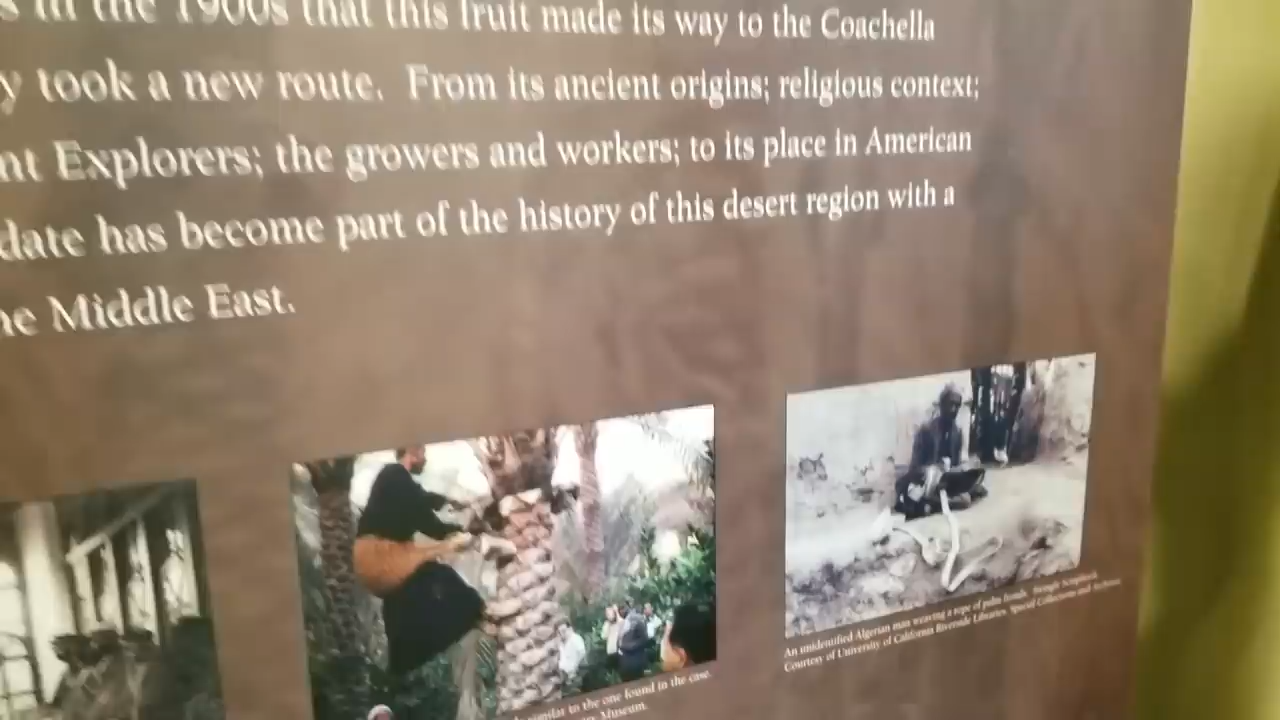 in the 1900s that this fruit made its way to the Coachella
y took a new route. From its ancient origins; religious context;
nt Explorers; the growers and workers; to its place in American
date has become part of the history of this desert region with a
he Middle East.
similar to the one found in the case.
Museum.
An unidentified Algerian man weaving a rope of palm fronds. Swingle Scrapbook
Courtesy of University of California Riverside Libraries, Special Collections and Archives